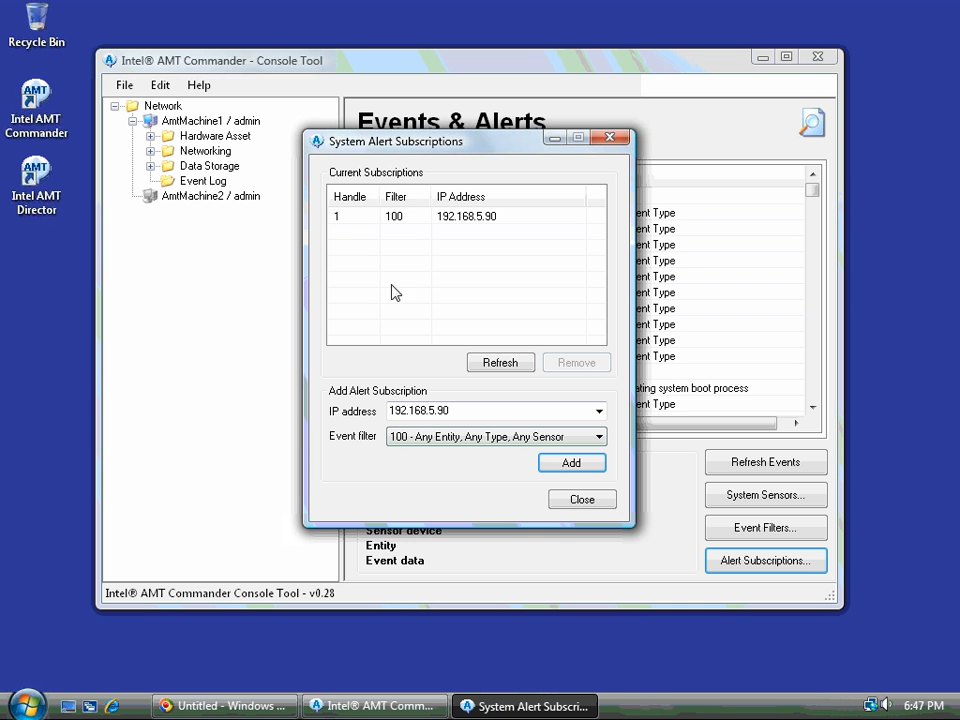 Recycle Bin
AMT
Intel AMT
Commander
AMT
Intel AMT
Director
Intel® AMT Commander - Console Tool
File Edit Help
Network
AmtMachine1 / admin
Hardware Asset
Networking
Data Storage
Event Log
AmtMachine2 / admin
Events & Alerts
System Alert Subscriptions
Current Subscriptions
Handle Filter IP Address
1 100 192.168.5.90
Refresh Remove
Add Alert Subscription
IP address 192.168.5.90
Event filter 100 - Any Entity, Any Type, Any Sensor
Add
Close
ent Type
ent Type
ent Type
ent Type
ent Type
ent Type
ent Type
ent Type
ent Type
ent Type
ating system boot process
ent Type
Sensor device
Entity
Event data
Refresh Events
System Sensors...
Event Filters...
Alert Subscriptions...
Intel® AMT Commander Console Tool - v0.28
Untitled - Windows ... Intel® AMT Comm... System Alert Subscri... 6:47 PM